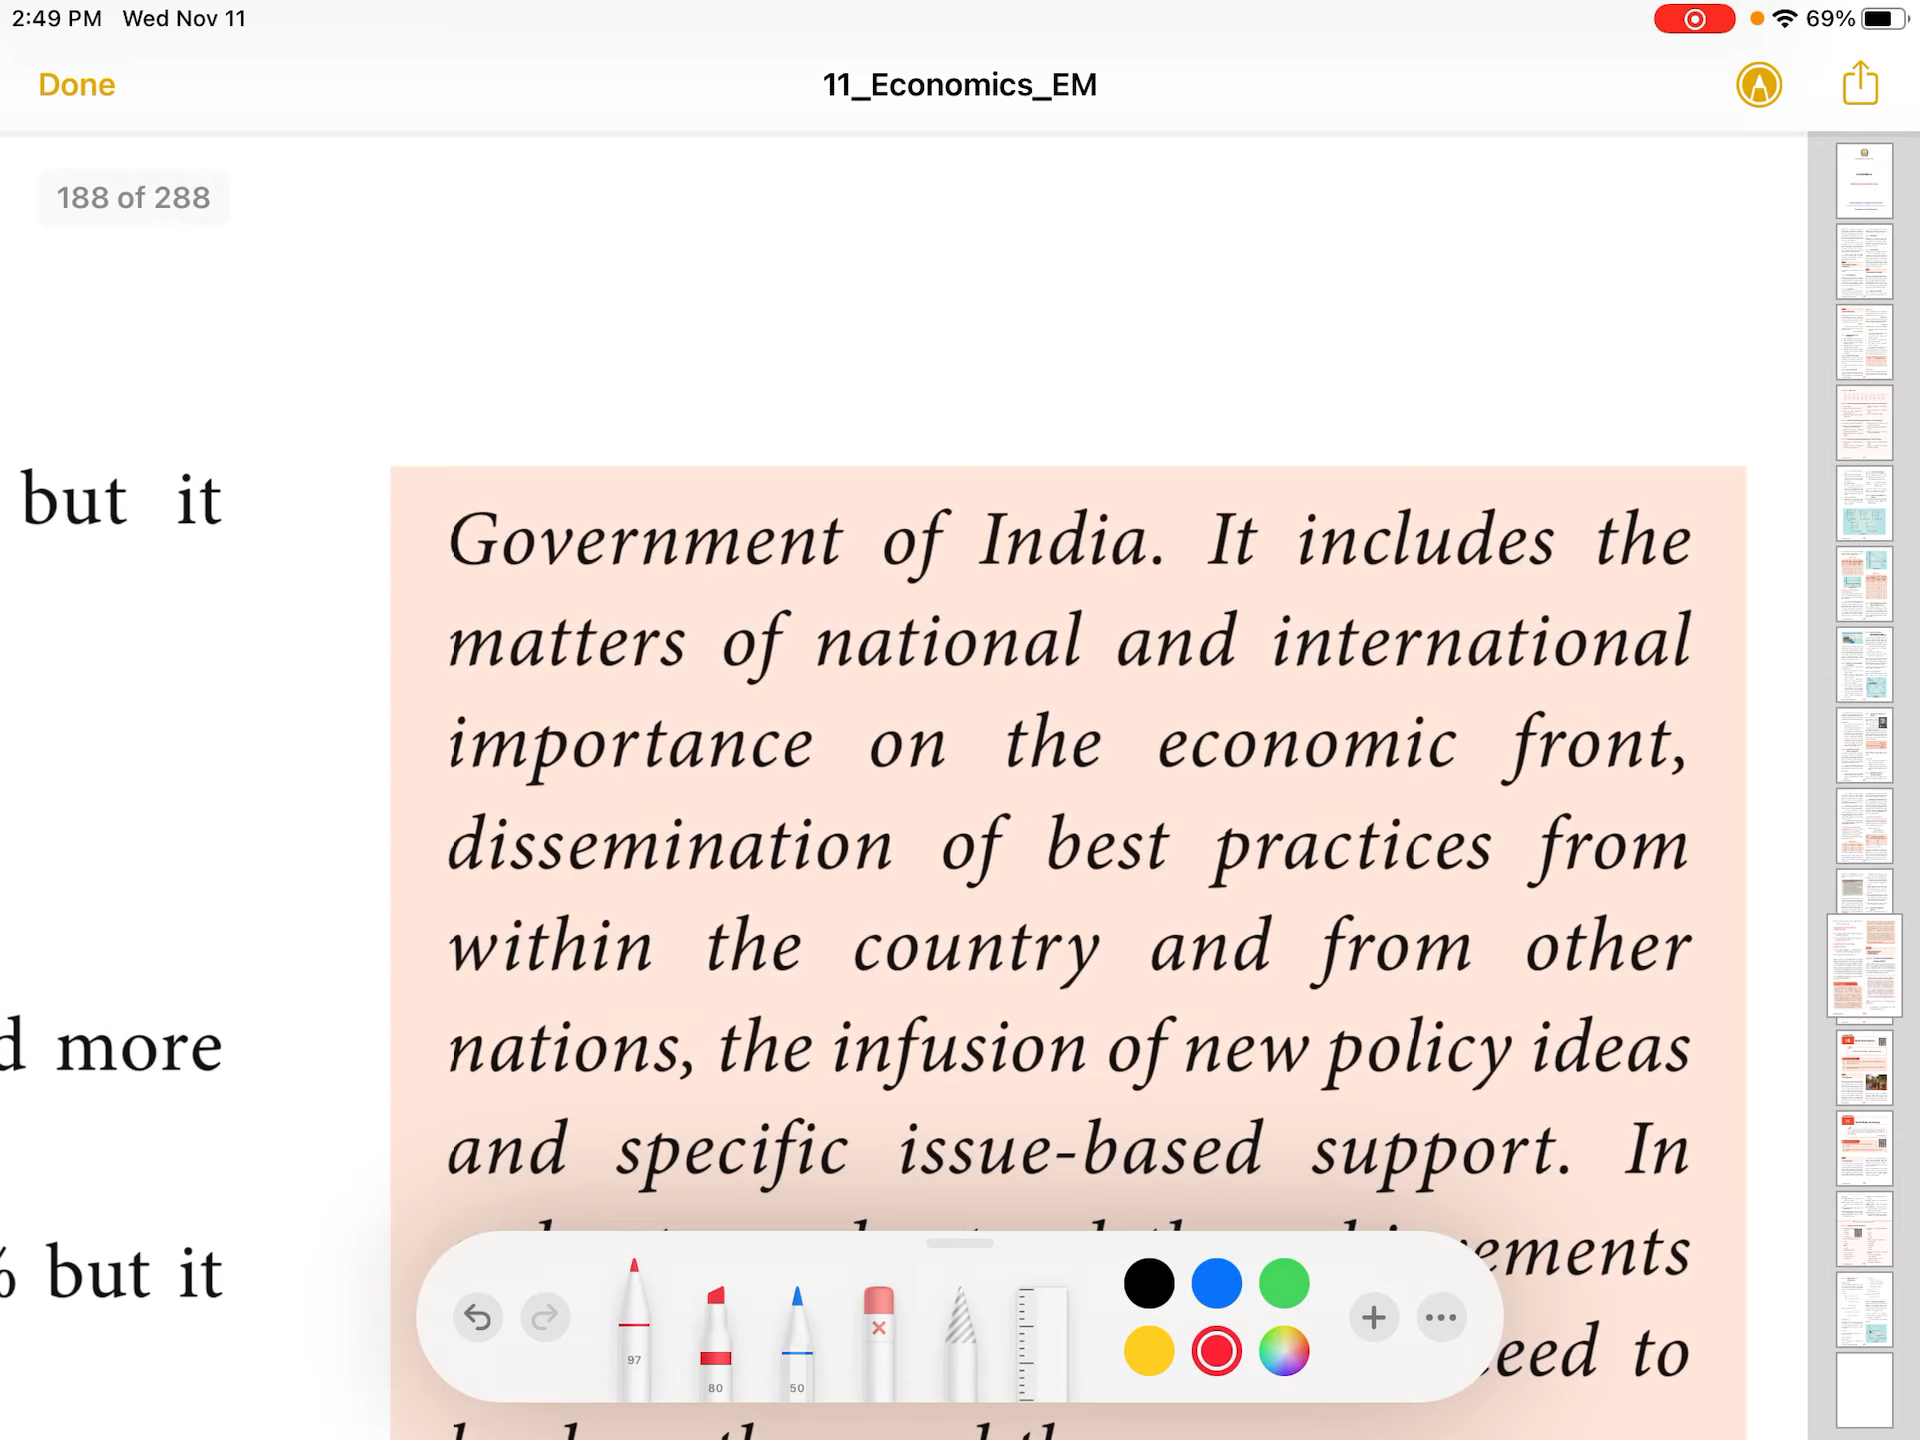 2:49 PM Wed Nov 11
69%
Done
11_Economics_EM
188 of 288
but it
d more
% but it
Government of India. It includes the
matters of national and international
importance on the economic front,
dissemination of best practices from
within the country and from other
nations, the infusion of new policy ideas
and specific issue-based support. In
ements
eed to
97
80
50